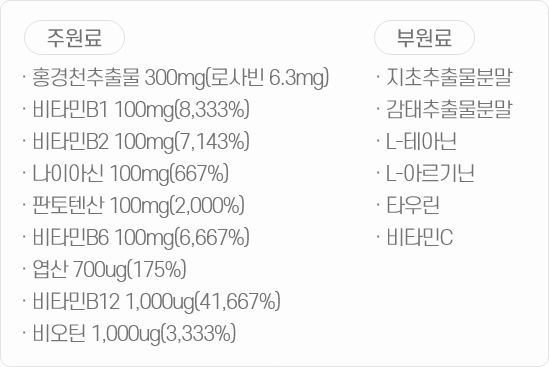 주원료
· 홍경천추출물 300mg(로사빈 6.3mg)
· 비타민B1 100mg(8,333%)
· 비타민B2 100mg(7,143%)
· 나이아신 100mg(667%)
· 판토텐산 100mg(2,000%)
· 비타민B6 100mg(6,667%)
· 엽산 700ug(175%)
· 비타민B12 1,000ug(41,667%)
· 비오틴 1,000ug(3,333%)
부원료
· 지초추출물분말
· 감태추출물분말
· L-테아닌
· L-아르기닌
· 타우린
· 비타민C